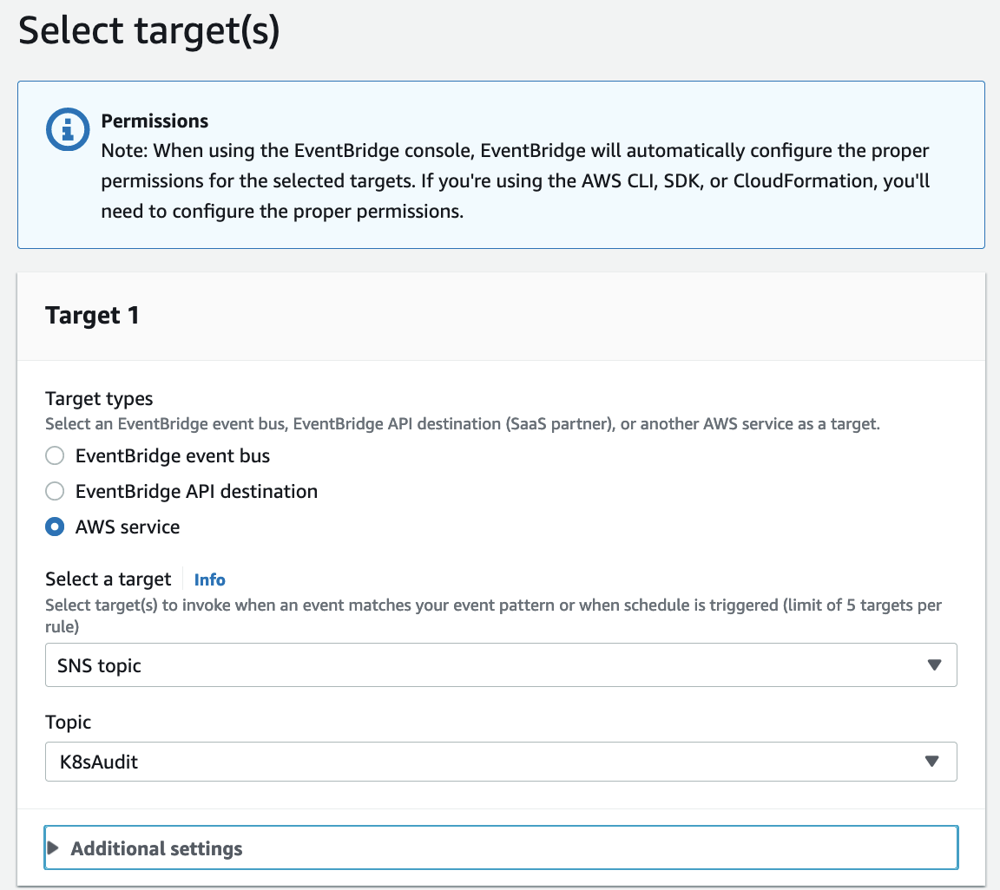 Select target(s)
Permissions
Note: When using the EventBridge console, EventBridge will automatically configure the proper
permissions for the selected targets. If you're using the AWS CLI, SDK, or CloudFormation, you'll
need to configure the proper permissions.
Target 1
Target types
Select an EventBridge event bus, EventBridge API destination (SaaS partner), or another AWS service as a target.
EventBridge event bus
EventBridge API destination
AWS service
Select a target Info
Select target(s) to invoke when an event matches your event pattern or when schedule is triggered (limit of 5 targets per
rule)
SNS topic
Topic
K8sAudit
Additional settings